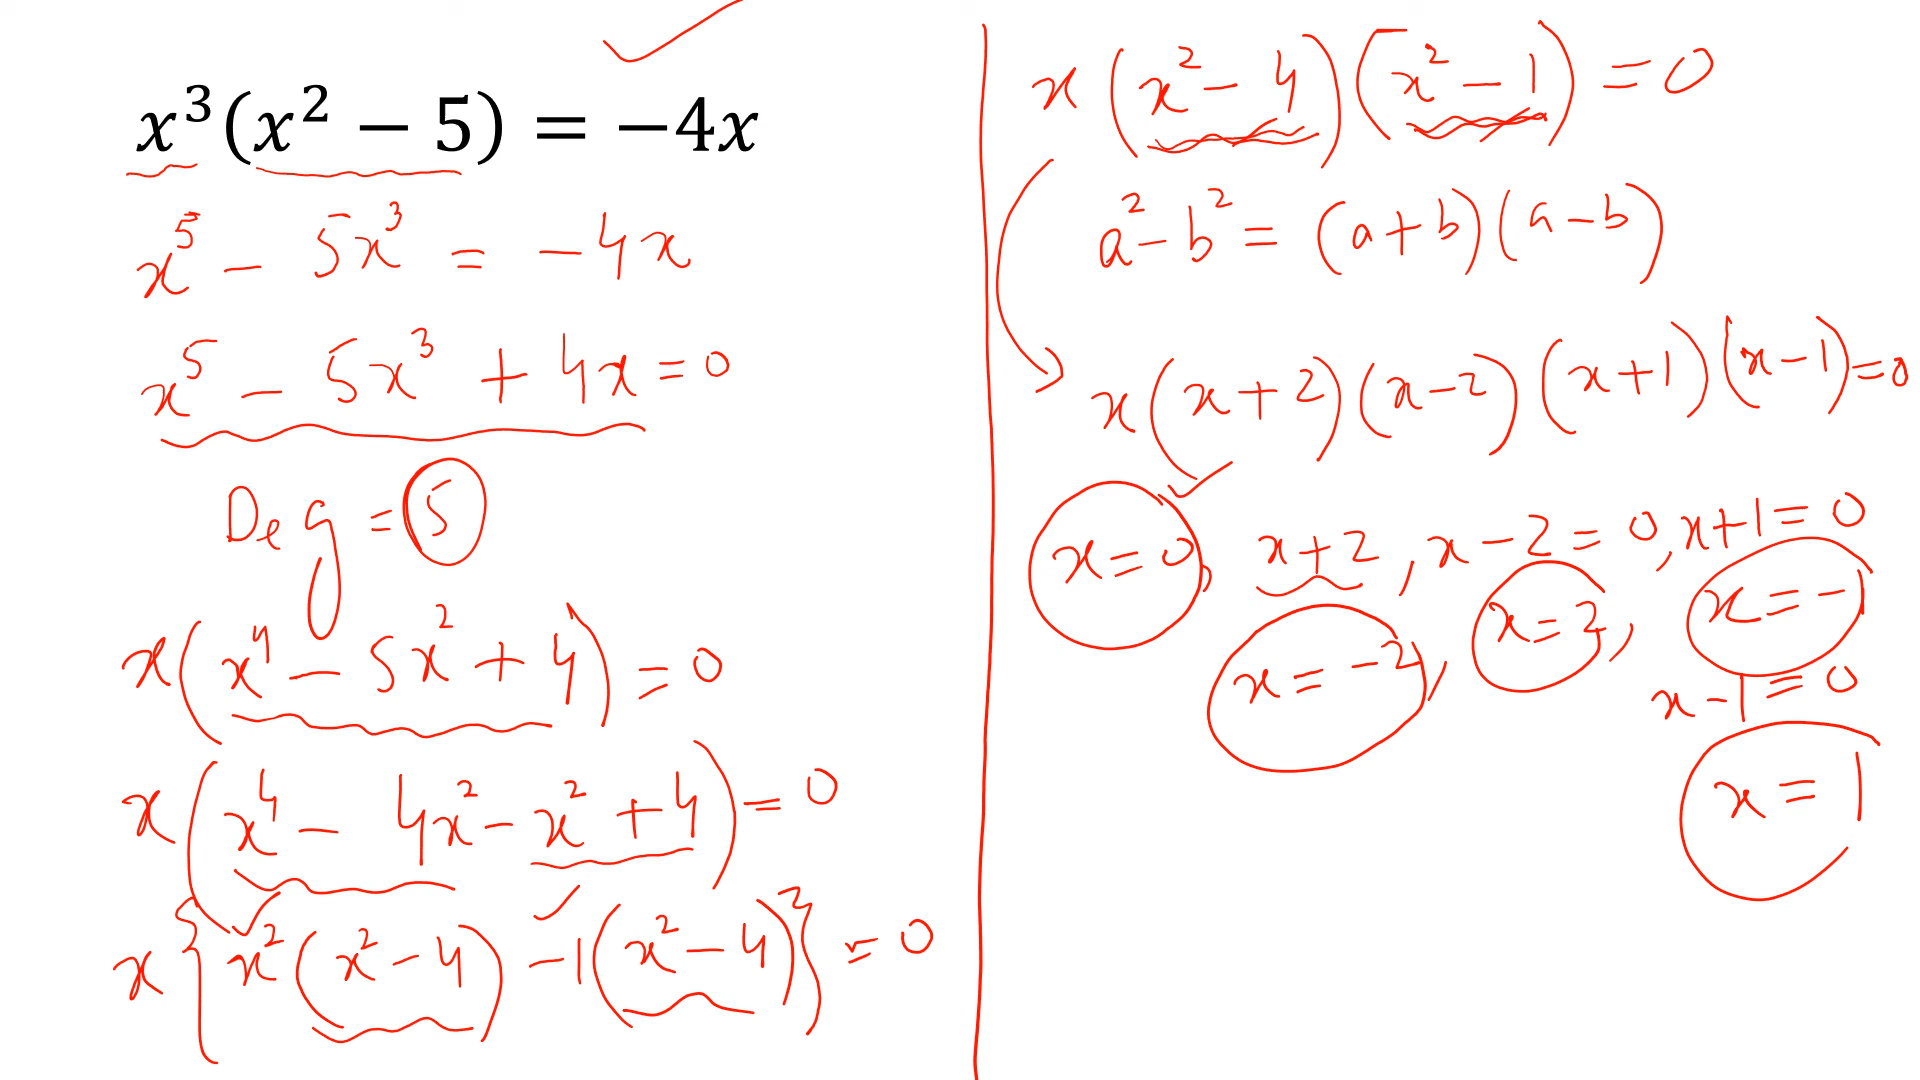 x³(x² − 5) = −4x
x⁵ − 5x³ = −4x
x⁵ − 5x³ + 4x = 0
Deg = 5
x(x⁴ − 5x² + 4) = 0
x(x⁴ − 4x² − x² + 4) = 0
x{x²(x² − 4) −1(x² − 4)} = 0
x(x² − 4)(x² − 1) = 0
a² − b² = (a+b)(a−b)
x(x+2)(x−2)(x+1)(x−1) = 0
x = 0, x+2, x−2 = 0, x+1 = 0
x = −2, x = 2, x = −1
x − 1 = 0
x = 1